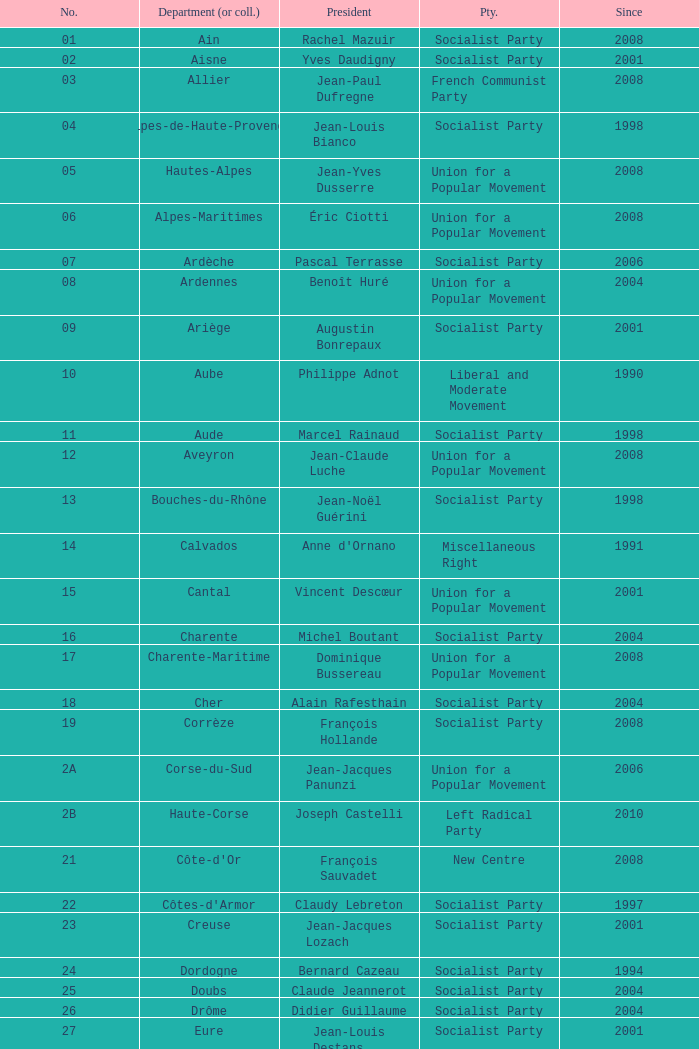 No. Department (or coll.) President Pty. Since
01 Ain Rachel Mazuir Socialist Party 2008
02 Aisne Yves Daudigny Socialist Party 2001
03 Allier Jean-Paul Dufregne French Communist Party 2008
04 lpes-de-Haute-Provenc Jean-Louis Bianco Socialist Party 1998
05 Hautes-Alpes Jean-Yves Dusserre Union for a Popular Movement 2008
06 Alpes-Maritimes Éric Ciotti Union for a Popular Movement 2008
07 Ardèche Pascal Terrasse Socialist Party 2006
08 Ardennes Benoît Huré Union for a Popular Movement 2004
09 Ariège Augustin Bonrepaux Socialist Party 2001
10 Aube Philippe Adnot Liberal and Moderate Movement 1990
11 Aude Marcel Rainaud Socialist Party 1998
12 Aveyron Jean-Claude Luche Union for a Popular Movement 2008
13 Bouches-du-Rhône Jean-Noël Guérini Socialist Party 1998
14 Calvados Anne d'Ornano Miscellaneous Right 1991
15 Cantal Vincent Descœur Union for a Popular Movement 2001
16 Charente Michel Boutant Socialist Party 2004
17 Charente-Maritime Dominique Bussereau Union for a Popular Movement 2008
18 Cher Alain Rafesthain Socialist Party 2004
19 Corrèze François Hollande Socialist Party 2008
2A Corse-du-Sud Jean-Jacques Panunzi Union for a Popular Movement 2006
2B Haute-Corse Joseph Castelli Left Radical Party 2010
21 Côte-d'Or François Sauvadet New Centre 2008
22 Côtes-d'Armor Claudy Lebreton Socialist Party 1997
23 Creuse Jean-Jacques Lozach Socialist Party 2001
24 Dordogne Bernard Cazeau Socialist Party 1994
25 Doubs Claude Jeannerot Socialist Party 2004
26 Drôme Didier Guillaume Socialist Party 2004
27 Eure Jean-Louis Destans Socialist Party 2001